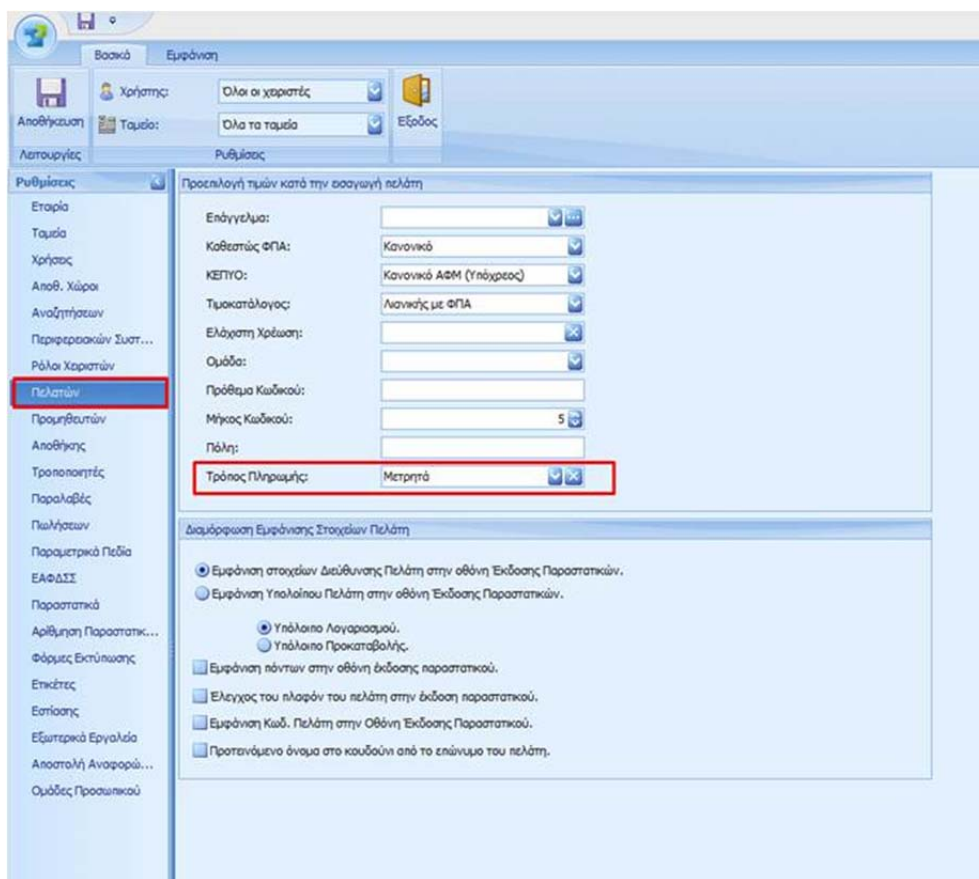 Βασικά Εμφάνιση
Χρήστης: Όλοι οι χειριστές
Αποθήκευση Ταμείο: Όλα τα ταμεία Έξοδος
Λειτουργίες Ρυθμίσεις
Ρυθμίσεις
Εταιρία
Ταμεία
Χρήσεις
Αποθ. Χώροι
Αναζητήσεων
Περιφερειακών Συστ...
Ρόλοι Χειριστών
Πελατών
Προμηθευτών
Αποθήκης
Τροποποιητές
Παραλαβές
Πωλήσεων
Παραμετρικά Πεδία
ΕΑΦΔΣΣ
Παραστατικά
Αρίθμηση Παραστατικ...
Φόρμες Εκτύπωσης
Ετικέτες
Εστίασης
Εξωτερικά Εργαλεία
Αποστολή Αναφορώ...
Ομάδες Προσωπικού
Προεπιλογή τιμών κατά την εισαγωγή πελάτη
Επάγγελμα:
Καθεστώς ΦΠΑ: Κανονικό
ΚΕΠΥΟ: Κανονικό ΑΦΜ (Υπόχρεος)
Τιμοκατάλογος: Λιανικής με ΦΠΑ
Ελάχιστη Χρέωση:
Ομάδα:
Πρόθεμα Κωδικού:
Μήκος Κωδικού: 5
Πόλη:
Τρόπος Πληρωμής: Μετρητά
Διαμόρφωση Εμφάνισης Στοιχείων Πελάτη
Εμφάνιση στοιχείων Διεύθυνσης Πελάτη στην οθόνη Έκδοσης Παραστατικών.
Εμφάνιση Υπολοίπου Πελάτη στην οθόνη Έκδοσης Παραστατικών.
Υπόλοιπο Λογαριασμού.
Υπόλοιπο Προκαταβολής.
Εμφάνιση πόντων στην οθόνη έκδοσης παραστατικού.
Έλεγχος του πλαφόν του πελάτη στην έκδοση παραστατικού.
Εμφάνιση Κωδ. Πελάτη στην Οθόνη Έκδοσης Παραστατικού.
Προτεινόμενο όνομα στο κουδούνι από το επώνυμο του πελάτη.